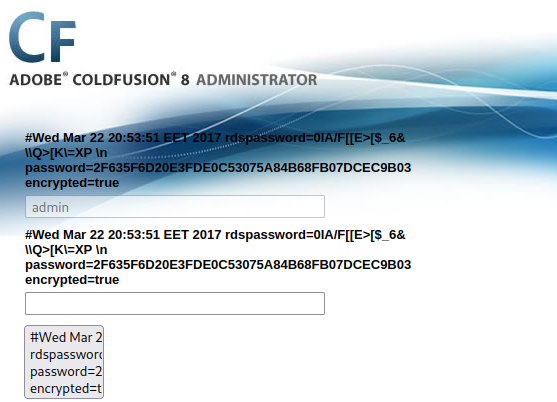 CF
ADOBE® COLDFUSION® 8 ADMINISTRATOR
#Wed Mar 22 20:53:51 EET 2017 rdspassword=0IA/F[[E>[$_6&
\\Q>[K\=XP \n
password=2F635F6D20E3FDE0C53075A84B68FB07DCEC9B03
encrypted=true
admin
#Wed Mar 22 20:53:51 EET 2017 rdspassword=0IA/F[[E>[$_6&
\\Q>[K\=XP \n
password=2F635F6D20E3FDE0C53075A84B68FB07DCEC9B03
encrypted=true
#Wed Mar 2
rdspassword
password=2
encrypted=t